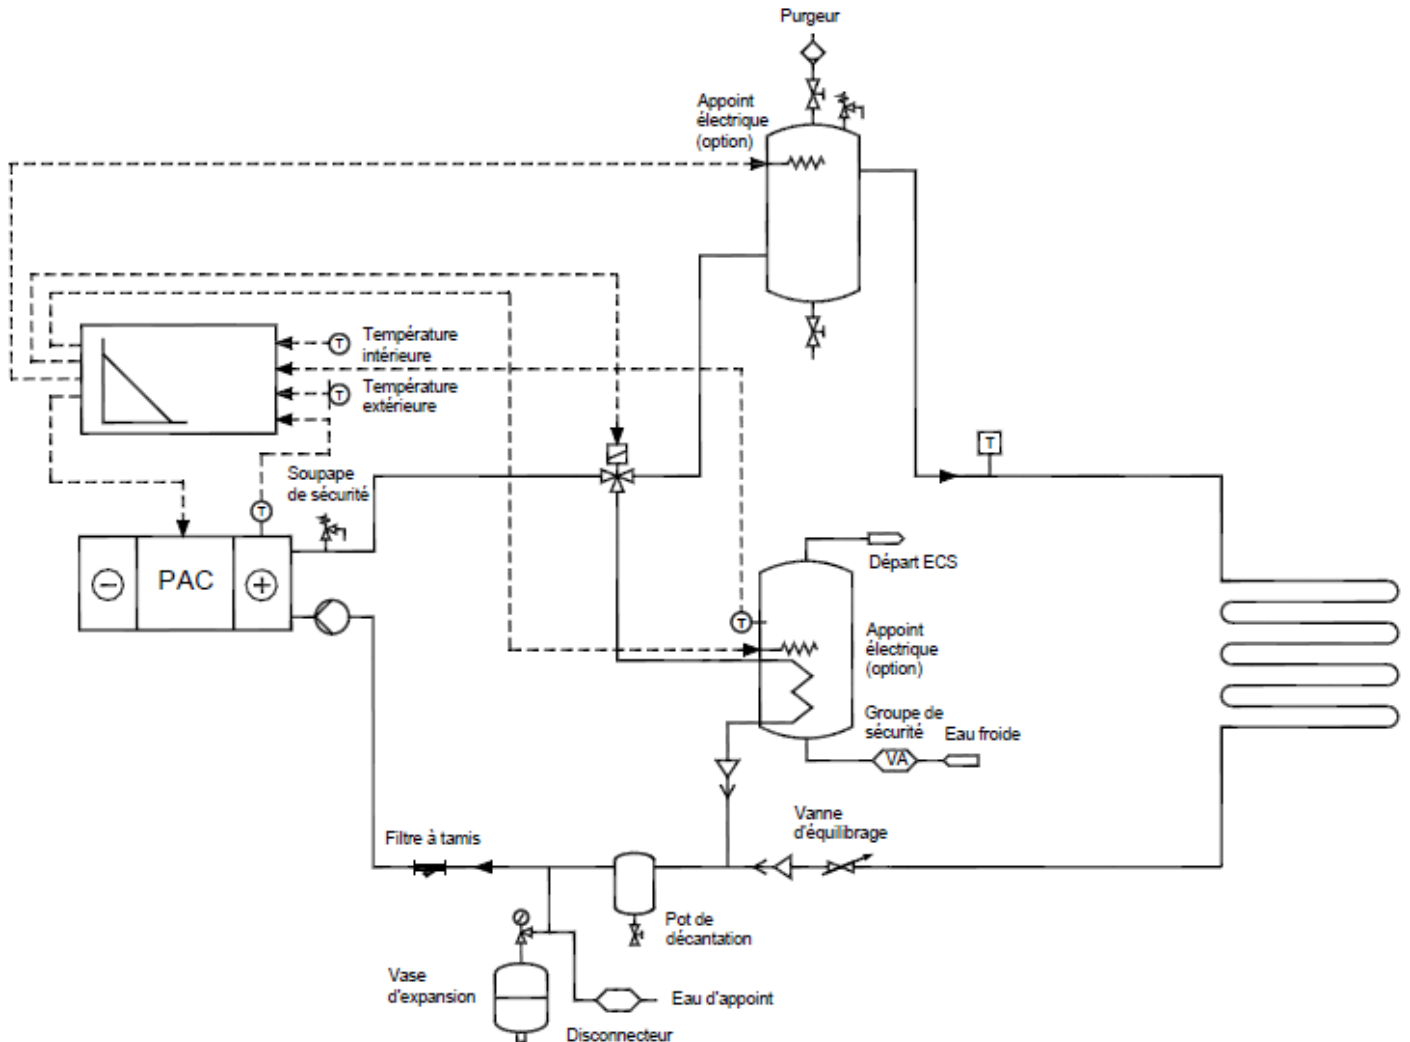 Purgeur
Appoint
électrique
(option)
T
Température
intérieure
T
Température
extérieure
T
Soupape
de sécurité
T
PAC
Départ ECS
T
Appoint
électrique
(option)
Groupe de
sécurité
Eau froide
VA
Vanne
d'équilibrage
Filtre à tamis
Pot de
décantation
Vase
d'expansion
Eau d'appoint
Disconnecteur